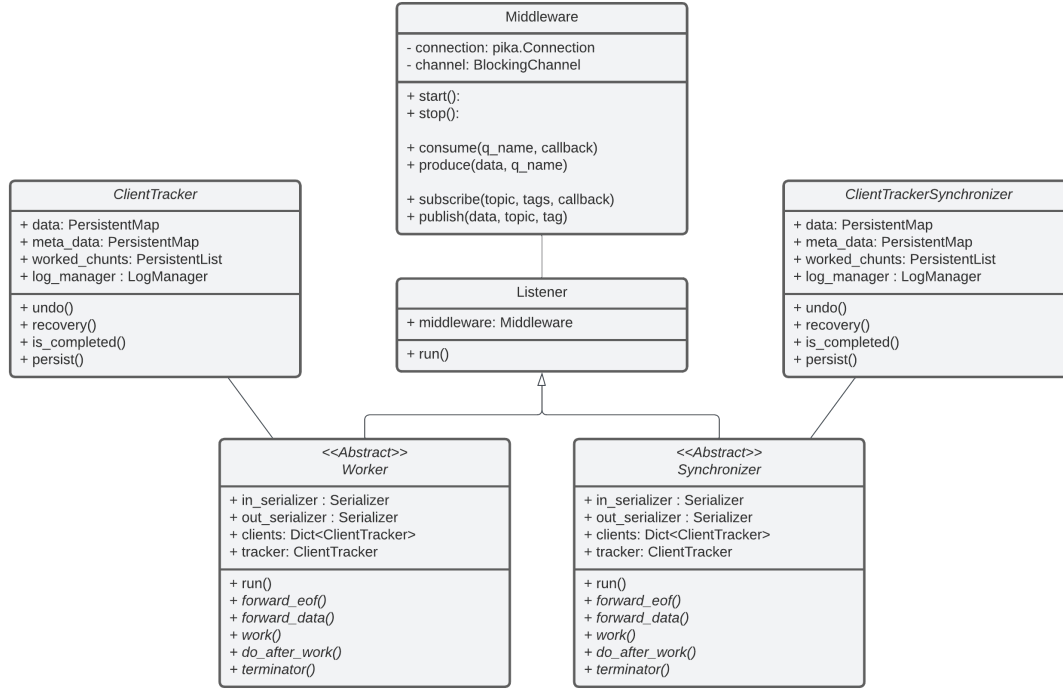 Middleware
- connection: pika.Connection
- channel: BlockingChannel
+ start():
+ stop():
+ consume(q_name, callback)
+ produce(data, q_name)
+ subscribe(topic, tags, callback)
+ publish(data, topic, tag)
ClientTracker
+ data: PersistentMap
+ meta_data: PersistentMap
+ worked_chunts: PersistentList
+ log_manager : LogManager
+ undo()
+ recovery()
+ is_completed()
+ persist()
ClientTrackerSynchronizer
+ data: PersistentMap
+ meta_data: PersistentMap
+ worked_chunts: PersistentList
+ log_manager : LogManager
+ undo()
+ recovery()
+ is_completed()
+ persist()
Listener
+ middleware: Middleware
+ run()
<<Abstract>>
Worker
+ in_serializer : Serializer
+ out_serializer : Serializer
+ clients: Dict<ClientTracker>
+ tracker: ClientTracker
+ run()
+ forward_eof()
+ forward_data()
+ work()
+ do_after_work()
+ terminator()
<<Abstract>>
Synchronizer
+ in_serializer : Serializer
+ out_serializer : Serializer
+ clients: Dict<ClientTracker>
+ tracker: ClientTracker
+ run()
+ forward_eof()
+ forward_data()
+ work()
+ do_after_work()
+ terminator()